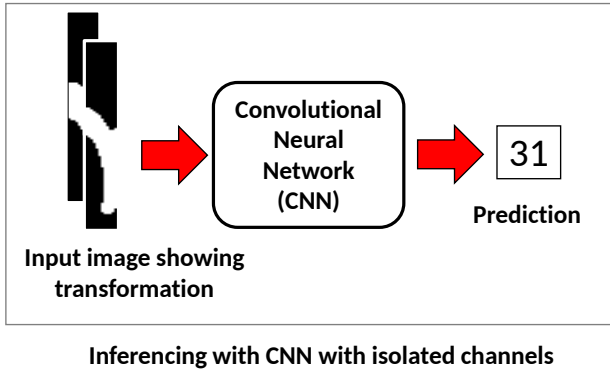 Convolutional
Neural
Network
(CNN)
31
Prediction
Input image showing
transformation
Inferencing with CNN with isolated channels